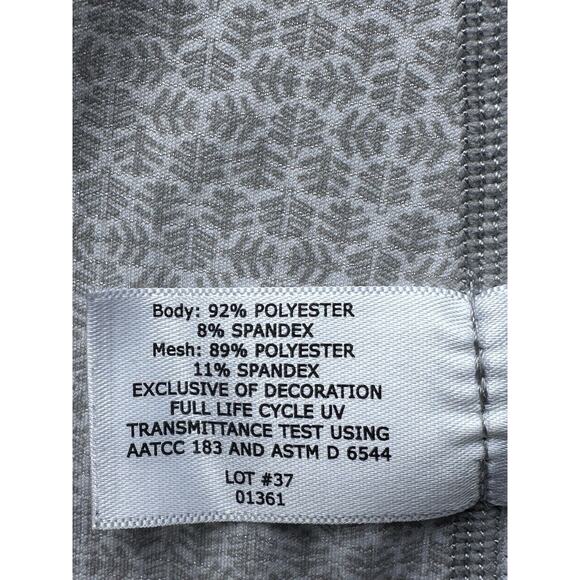 Body: 92% POLYESTER
8% SPANDEX
Mesh: 89% POLYESTER
11% SPANDEX
EXCLUSIVE OF DECORATION
FULL LIFE CYCLE UV
TRANSMITTANCE TEST USING
AATCC 183 AND ASTM D 6544
LOT #37
01361